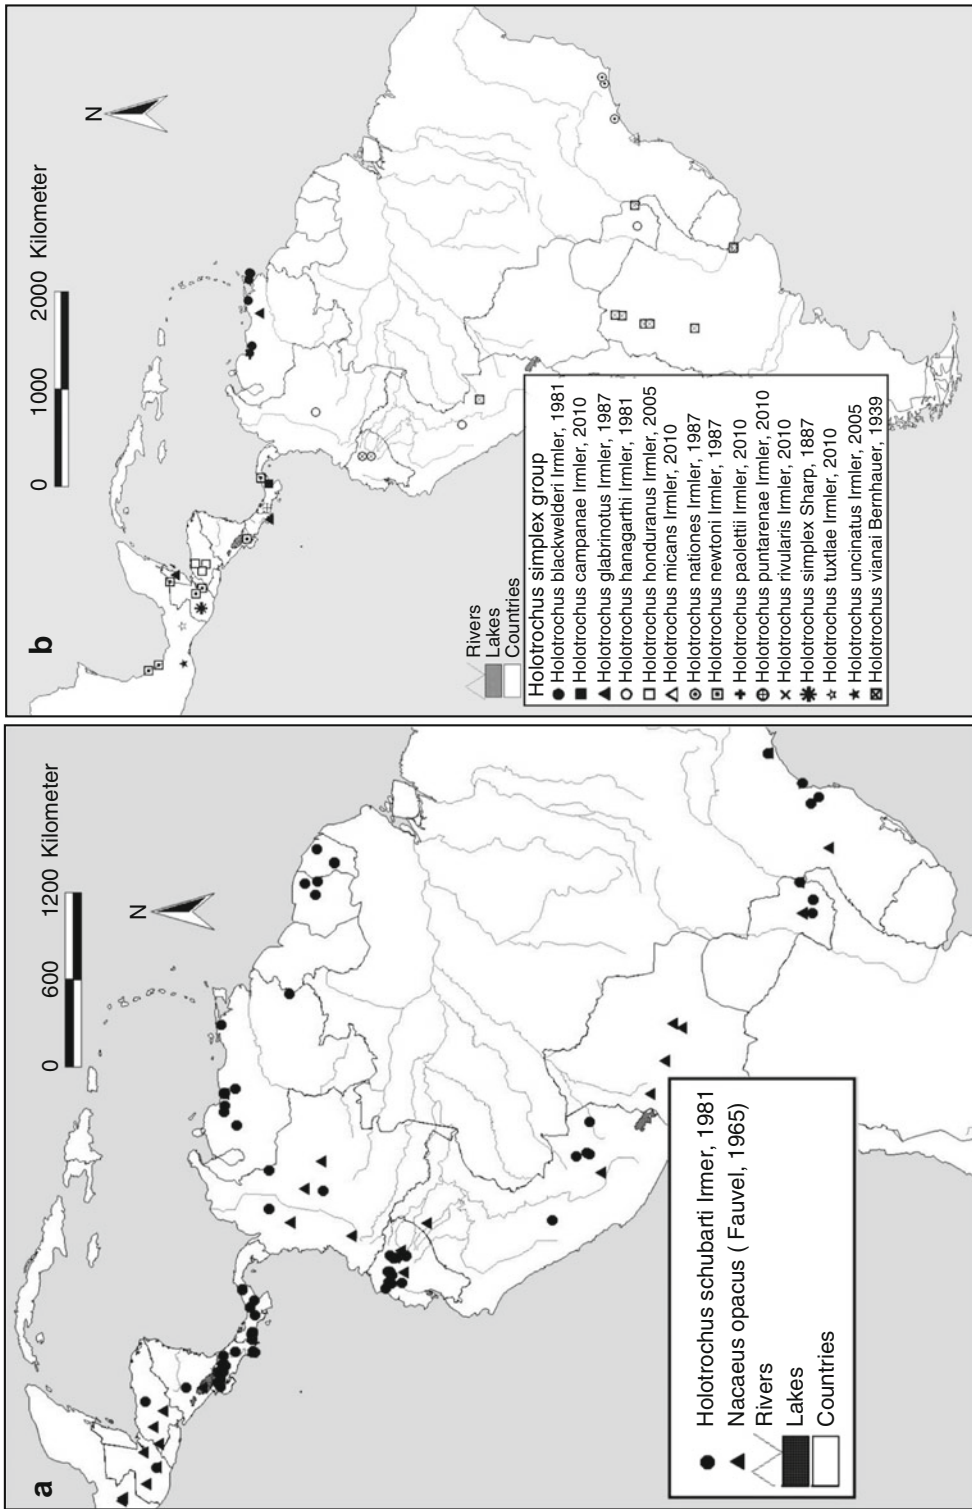 a
0 600 1200 Kilometer
N
Holotrochus schubarti Irmer, 1981
Nacaeus opacus ( Fauvel, 1965)
Rivers
Lakes
Countries
b
0 1000 2000 Kilometer
N
Rivers
Lakes
Countries
Holotrochus simplex group
Holotrochus blackwelderi Irmler, 1981
Holotrochus campanae Irmler, 2010
Holotrochus glabrinotus Irmler, 1987
Holotrochus hanagarthi Irmler, 1981
Holotrochus honduranus Irmler, 2005
Holotrochus micans Irmler, 2010
Holotrochus nationes Irmler, 1987
Holotrochus newtoni Irmler, 1987
Holotrochus paolettii Irmler, 2010
Holotrochus puntarenae Irmler, 2010
Holotrochus rivularis Irmler, 2010
Holotrochus simplex Sharp, 1887
Holotrochus tuxtlae Irmler, 2010
Holotrochus uncinatus Irmler, 2005
Holotrochus vianai Bernhauer, 1939